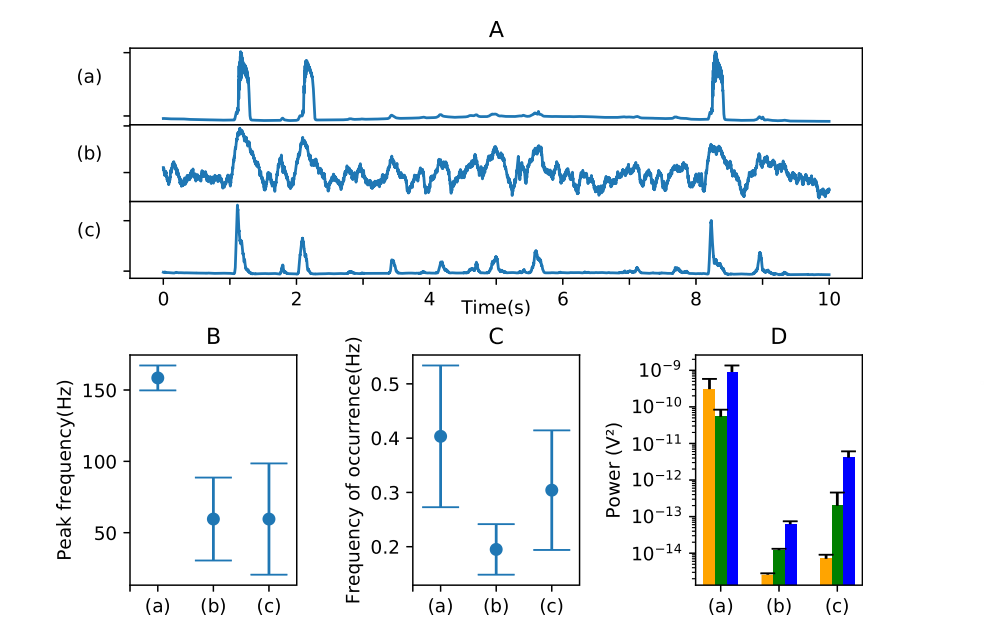 A
(a)
(b)
(c)
0 2 4 6 8 10
Time(s)
B
Peak frequency(Hz)
150
100
50
(a) (b) (c)
C
Frequency of occurrence(Hz)
0.5
0.4
0.3
0.2
(a) (b) (c)
D
Power (V²)
10⁻⁹
10⁻¹⁰
10⁻¹¹
10⁻¹²
10⁻¹³
10⁻¹⁴
(a) (b) (c)